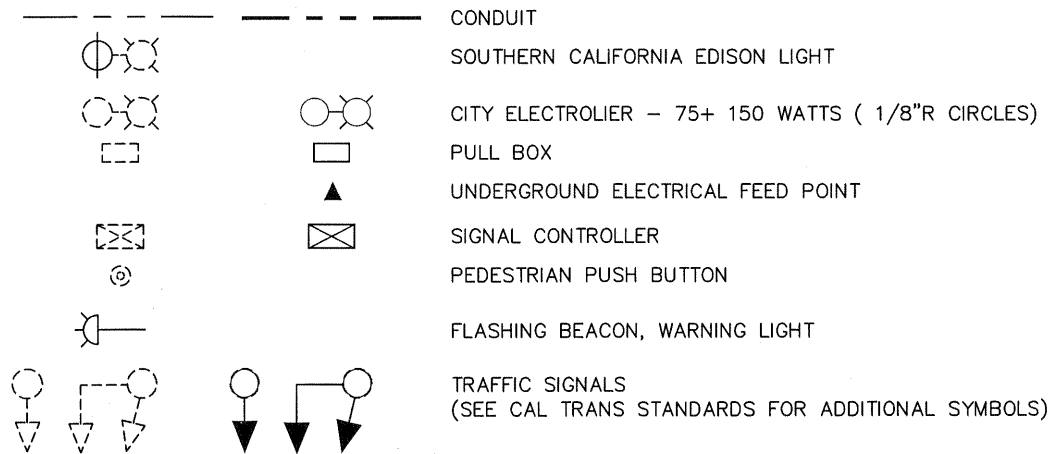 CONDUIT
SOUTHERN CALIFORNIA EDISON LIGHT
CITY ELECTROLIER – 75+ 150 WATTS ( 1/8"R CIRCLES)
PULL BOX
UNDERGROUND ELECTRICAL FEED POINT
SIGNAL CONTROLLER
PEDESTRIAN PUSH BUTTON
FLASHING BEACON, WARNING LIGHT
TRAFFIC SIGNALS
(SEE CAL TRANS STANDARDS FOR ADDITIONAL SYMBOLS)